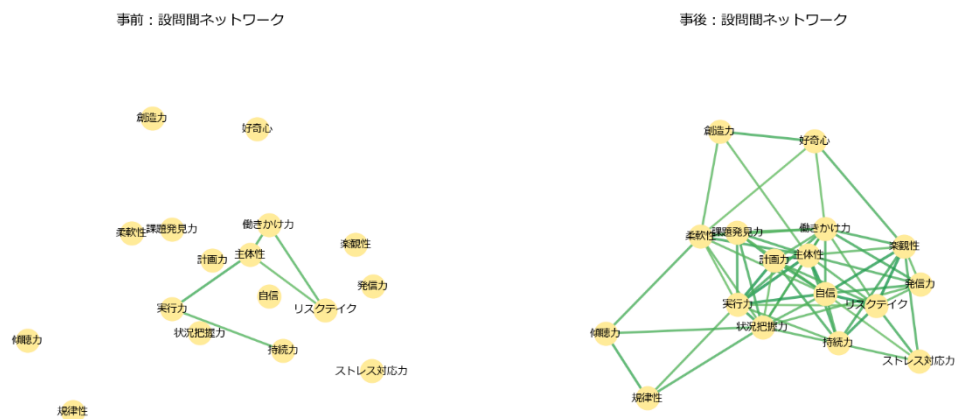 事前：設問間ネットワーク
創造力
好奇心
働きかけ力
柔軟性
課題発見力
主体性
楽観性
計画力
発信力
自信
実行力
リスクテイク
状況把握力
傾聴力
持続力
ストレス対応力
規律性
事後：設問間ネットワーク
創造力
好奇心
働きかけ力
柔軟性
課題発見力
楽観性
主体性
計画力
発信力
自信
実行力
リスクテイク
状況把握力
傾聴力
持続力
ストレス対応力
規律性